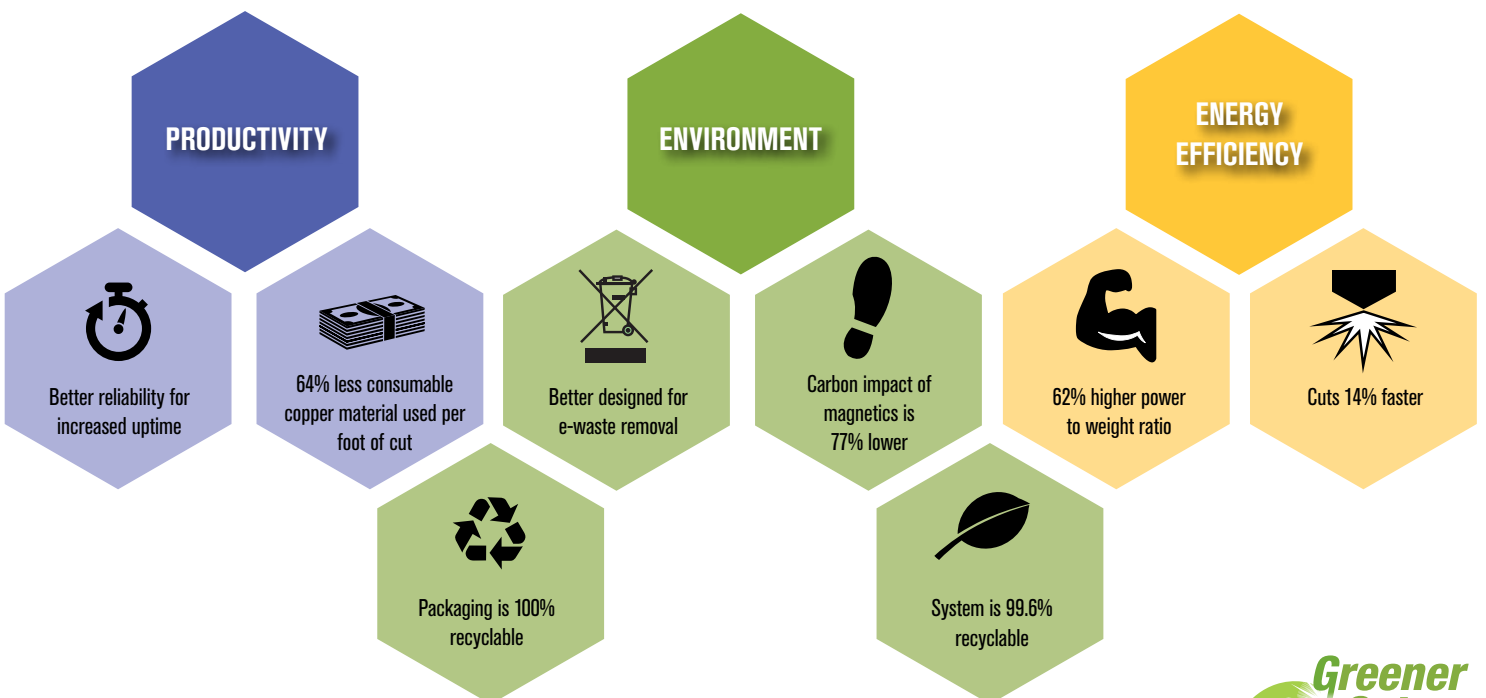 PRODUCTIVITY
ENVIRONMENT
ENERGY
EFFICIENCY
Better reliability for
increased uptime
64% less consumable
copper material used per
foot of cut
Better designed for
e-waste removal
Carbon impact of
magnetics is
77% lower
62% higher power
to weight ratio
Cuts 14% faster
Packaging is 100%
recyclable
System is 99.6%
recyclable
Greener